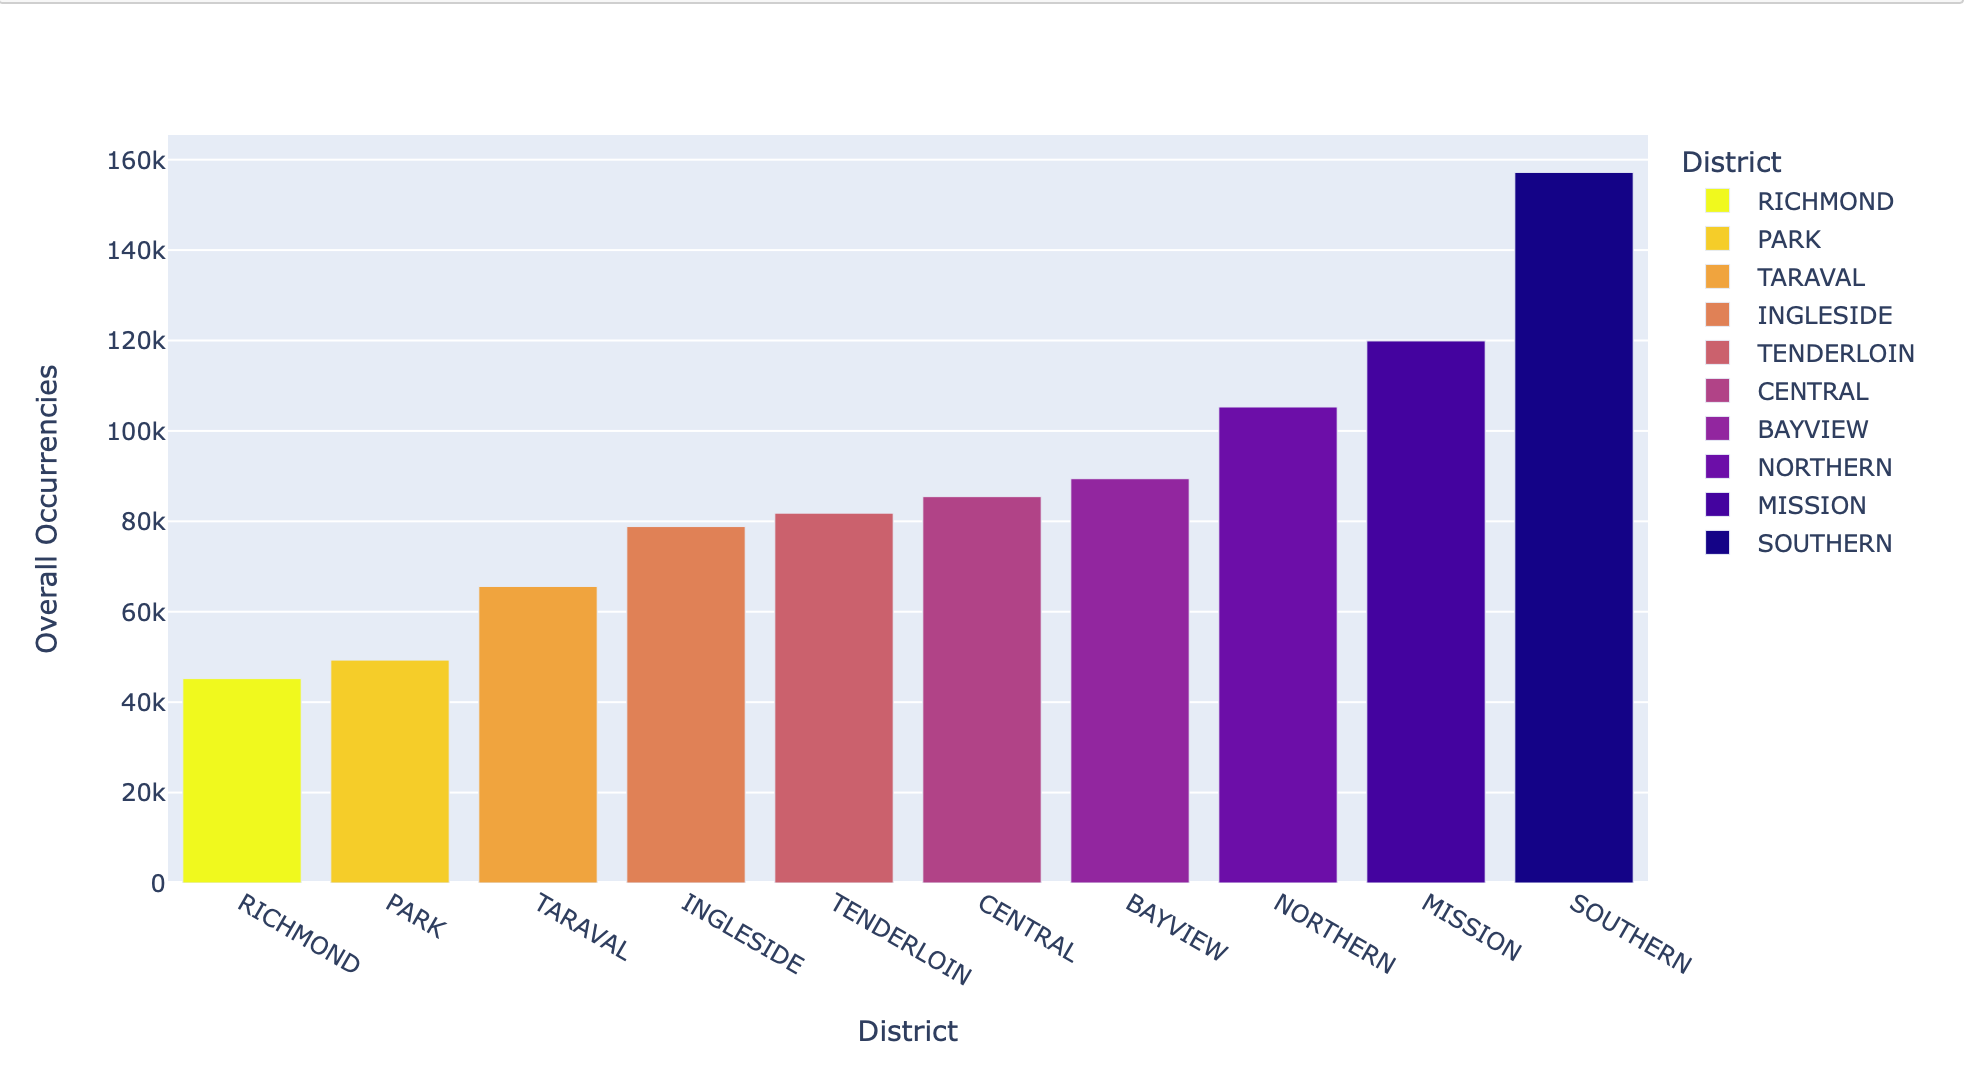 160k
140k
120k
100k
80k
60k
40k
20k
0
Overall Occurrencies
RICHMOND
PARK
TARAVAL
INGLESIDE
TENDERLOIN
CENTRAL
BAYVIEW
NORTHERN
MISSION
SOUTHERN
District
District
RICHMOND
PARK
TARAVAL
INGLESIDE
TENDERLOIN
CENTRAL
BAYVIEW
NORTHERN
MISSION
SOUTHERN